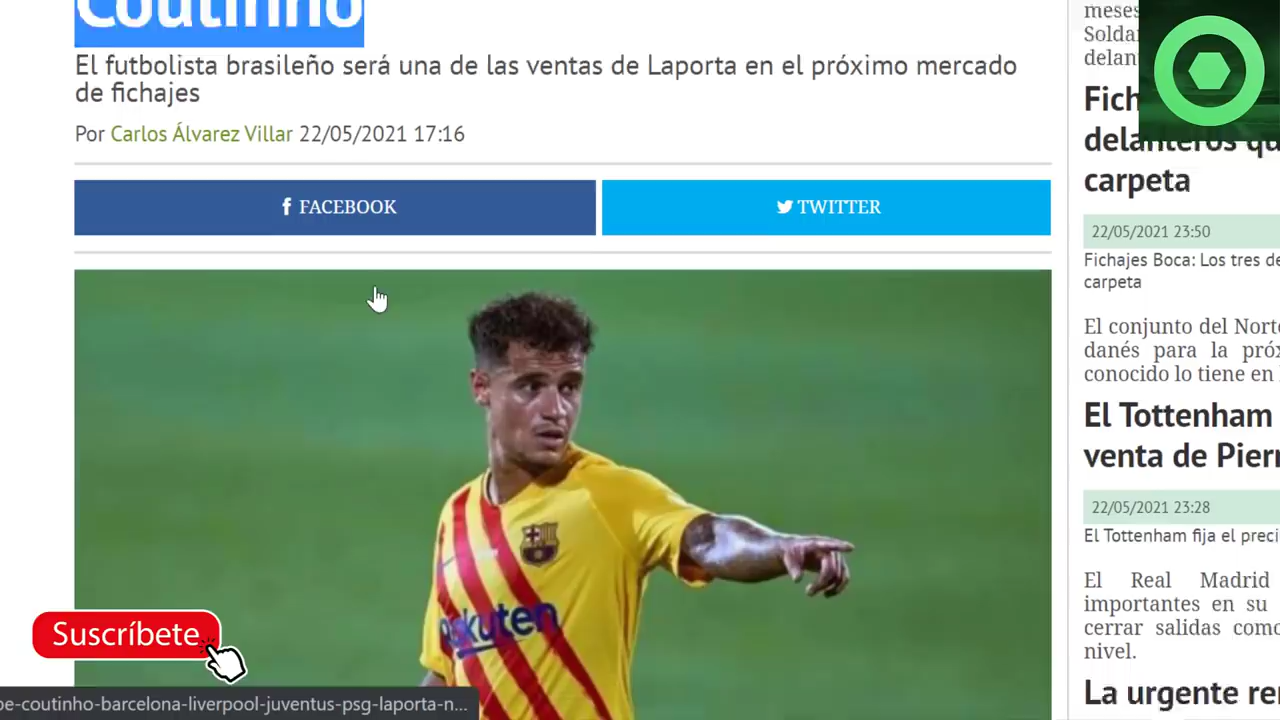 Coutinho
El futbolista brasileño será una de las ventas de Laporta en el próximo mercado
de fichajes
Por Carlos Álvarez Villar 22/05/2021 17:16
FACEBOOK
TWITTER
Rakuten
Suscríbete
pe-coutinho-barcelona-liverpool-juventus-psg-laporta-n...
meses
Solda
delan
Fich
delanteros qu
carpeta
22/05/2021 23:50
Fichajes Boca: Los tres de
carpeta
El conjunto del Norte
danés para la próx
conocido lo tiene en
El Tottenham
venta de Pierr
22/05/2021 23:28
El Tottenham fija el preci
El Real Madrid
importantes en su
cerrar salidas como
nivel.
La urgente re